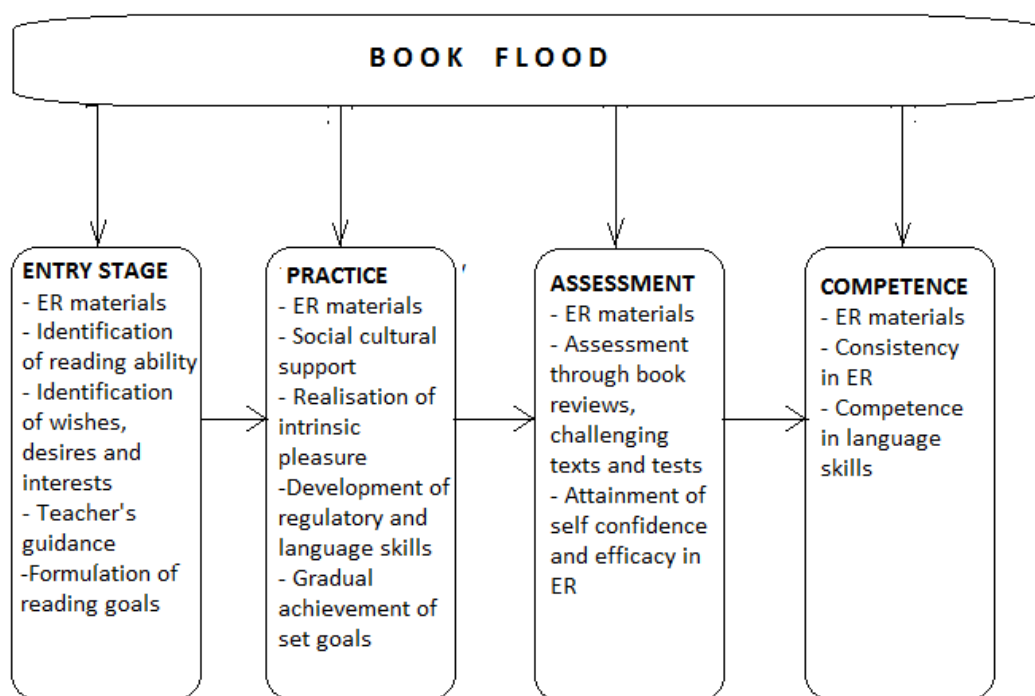 BOOK FLOOD
ENTRY STAGE
- ER materials
- Identification
of reading ability
- Identification
of wishes,
desires and
interests
- Teacher's
guidance
-Formulation of
reading goals
PRACTICE
- ER materials
- Social cultural
support
- Realisation of
intrinsic
pleasure
-Development of
regulatory and
language skills
- Gradual
achievement of
set goals
ASSESSMENT
- ER materials
- Assessment
through book
reviews,
challenging
texts and tests
- Attainment of
self confidence
and efficacy in
ER
COMPETENCE
- ER materials
- Consistency
in ER
- Competence
in language
skills